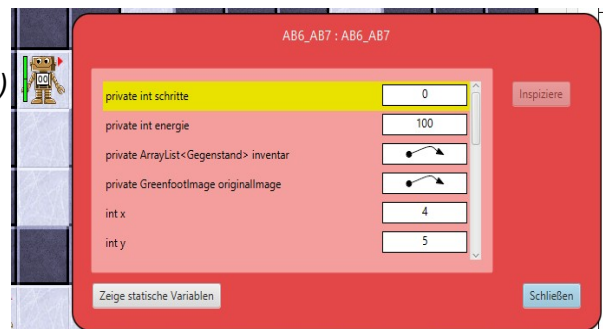 )
AB6_AB7 : AB6_AB7
private int schritte 0
Inspiziere
private int energie 100
private ArrayList<Gegenstand> inventar
private GreenfootImage originalImage
int x 4
int y 5
Zeige statische Variablen
Schließen